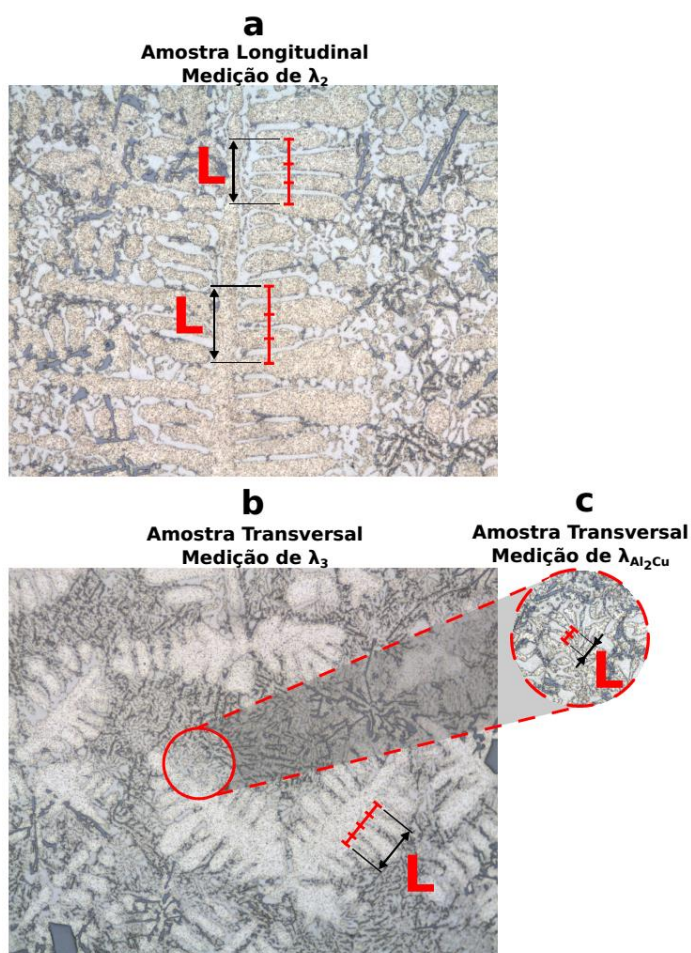 a
Amostra Longitudinal
Medição de λ₂
L
L
b
Amostra Transversal
Medição de λ₃
c
Amostra Transversal
Medição de λAl₂Cu
L
L